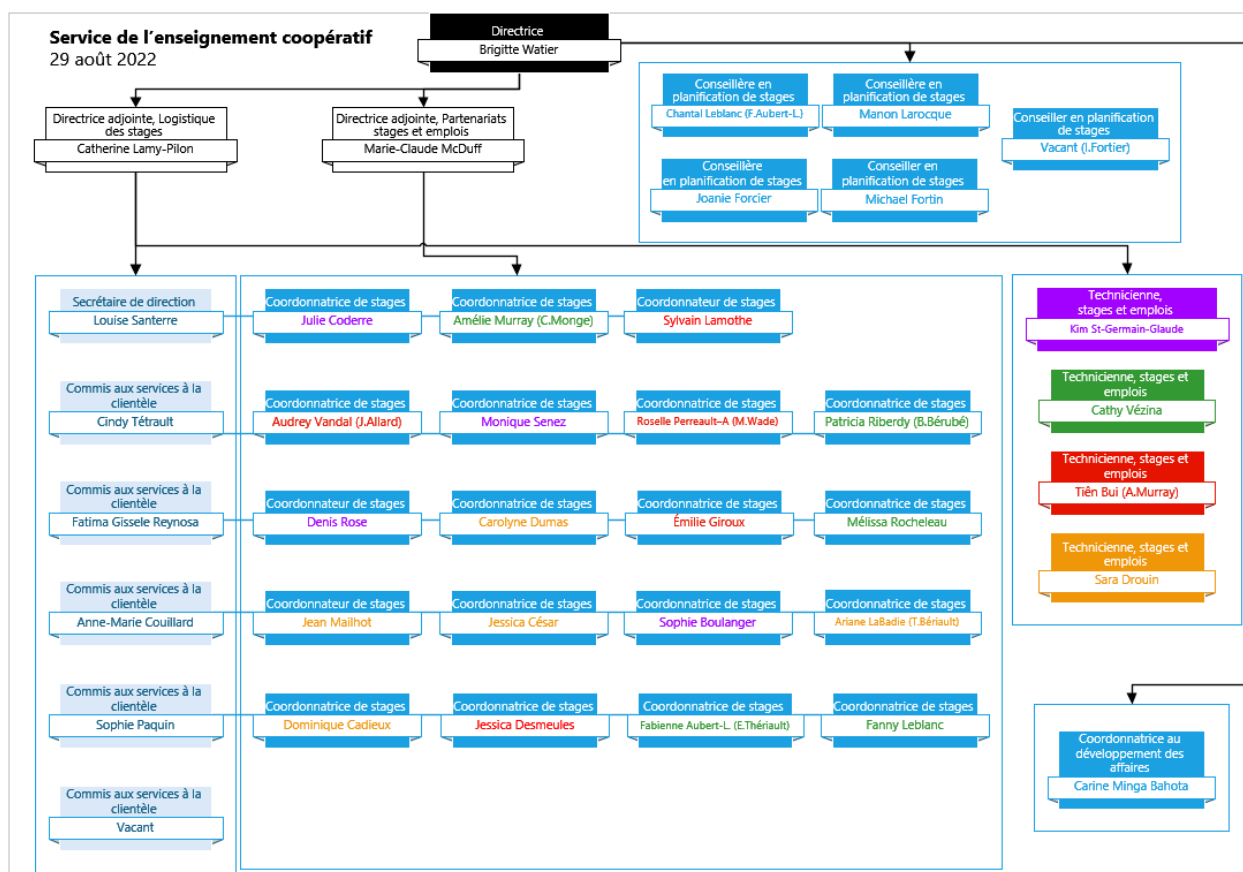 Service de l’enseignement coopératif
29 août 2022
Directrice
Brigitte Watier
Directrice adjointe, Logistique
des stages
Catherine Lamy-Pilon
Directrice adjointe, Partenariats
stages et emplois
Marie-Claude McDuff
Conseillère en
planification de stages
Chantal Leblanc (F.Aubert-L.)
Conseillère en
planification de stages
Manon Larocque
Conseiller en planification
de stages
Vacant (I.Fortier)
Conseillère
en planification de stages
Joanie Forcier
Conseiller en
planification de stages
Michael Fortin
Secrétaire de direction
Louise Santerre
Coordonnatrice de stages
Julie Coderre
Coordonnatrice de stages
Amélie Murray (C.Monge)
Coordonnateur de stages
Sylvain Lamothe
Commis aux services à la
clientèle
Cindy Tétrault
Coordonnatrice de stages
Audrey Vandal (J.Allard)
Coordonnatrice de stages
Monique Senez
Coordonnatrice de stages
Roselle Perreault–A (M.Wade)
Coordonnatrice de stages
Patricia Riberdy (B.Bérubé)
Commis aux services à la
clientèle
Fatima Gissele Reynosa
Coordonnateur de stages
Denis Rose
Coordonnatrice de stages
Carolyne Dumas
Coordonnatrice de stages
Émilie Giroux
Coordonnatrice de stages
Mélissa Rocheleau
Commis aux services à la
clientèle
Anne-Marie Couillard
Coordonnateur de stages
Jean Mailhot
Coordonnatrice de stages
Jessica César
Coordonnatrice de stages
Sophie Boulanger
Coordonnatrice de stages
Ariane LaBadie (T.Bériault)
Commis aux services à la
clientèle
Sophie Paquin
Coordonnatrice de stages
Dominique Cadieux
Coordonnatrice de stages
Jessica Desmeules
Coordonnatrice de stages
Fabienne Aubert-L. (E.Thériault)
Coordonnatrice de stages
Fanny Leblanc
Commis aux services à la
clientèle
Vacant
Technicienne,
stages et emplois
Kim St-Germain-Glaude
Technicienne, stages et
emplois
Cathy Vézina
Technicienne, stages et
emplois
Tiên Bui (A.Murray)
Technicienne, stages et
emplois
Sara Drouin
Coordonnatrice au
développement des
affaires
Carine Minga Bahota